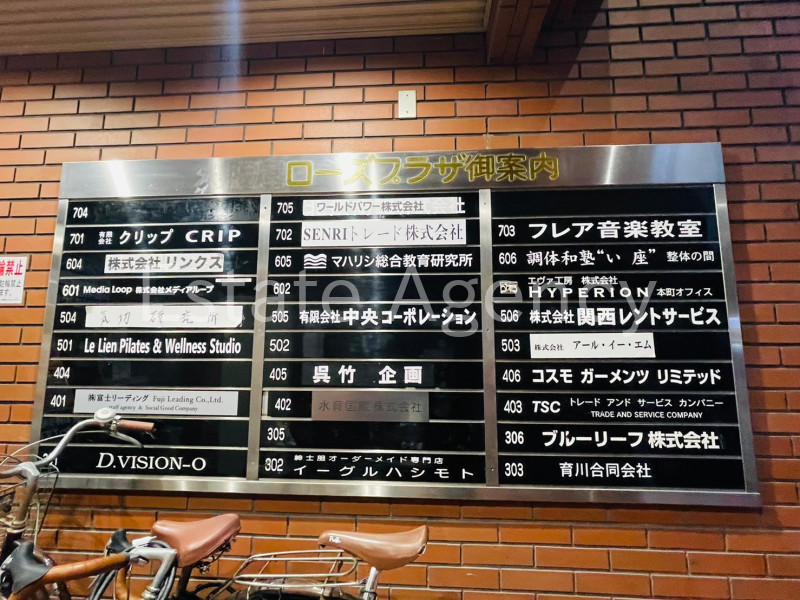 ローズプラザ御案内
704
701 有限会社 クリップ CRIP
604 株式会社 リンクス
601 Media Loop 株式会社メディアループ
504
501 Le Lien Pilates & Wellness Studio
404
401 ㈱富士リーディング Fuji Leading Co.,Ltd.
Staff agency & Social Good Company
D.VISION-O
705 ワールドパワー株式会社
702 SENRIトレード株式会社
605 マハリシ総合教育研究所
602
505 有限会社 中央コーポレーション
502
405 呉竹 企画
402 株式会社
305
302 紳士服オーダーメイド専門店
イーグルハシモト
703 フレア音楽教室
606 調体和塾“い 座” 整体の間
エヴァ工房 株式会社
HYPERION 本町オフィス
506 株式会社 関西レントサービス
503 株式会社 アール・イー・エム
406 コスモ ガーメンツ リミテッド
403 TSC トレード アンド サービス カンパニー
TRADE AND SERVICE COMPANY
306 ブルーリーフ 株式会社
303 育川合同会社
輪禁止
Estate Agency